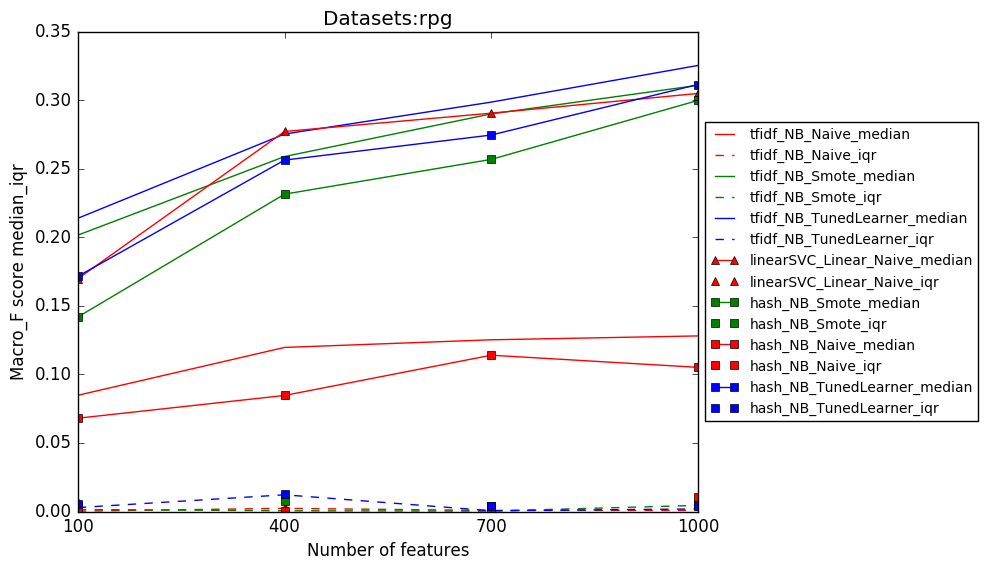 Datasets:rpg
0.35
0.30
0.25
0.20
0.15
0.10
0.05
0.00
Macro_F score median_iqr
100
400
700
1000
Number of features
tfidf_NB_Naive_median
tfidf_NB_Naive_iqr
tfidf_NB_Smote_median
tfidf_NB_Smote_iqr
tfidf_NB_TunedLearner_median
tfidf_NB_TunedLearner_iqr
linearSVC_Linear_Naive_median
linearSVC_Linear_Naive_iqr
hash_NB_Smote_median
hash_NB_Smote_iqr
hash_NB_Naive_median
hash_NB_Naive_iqr
hash_NB_TunedLearner_median
hash_NB_TunedLearner_iqr